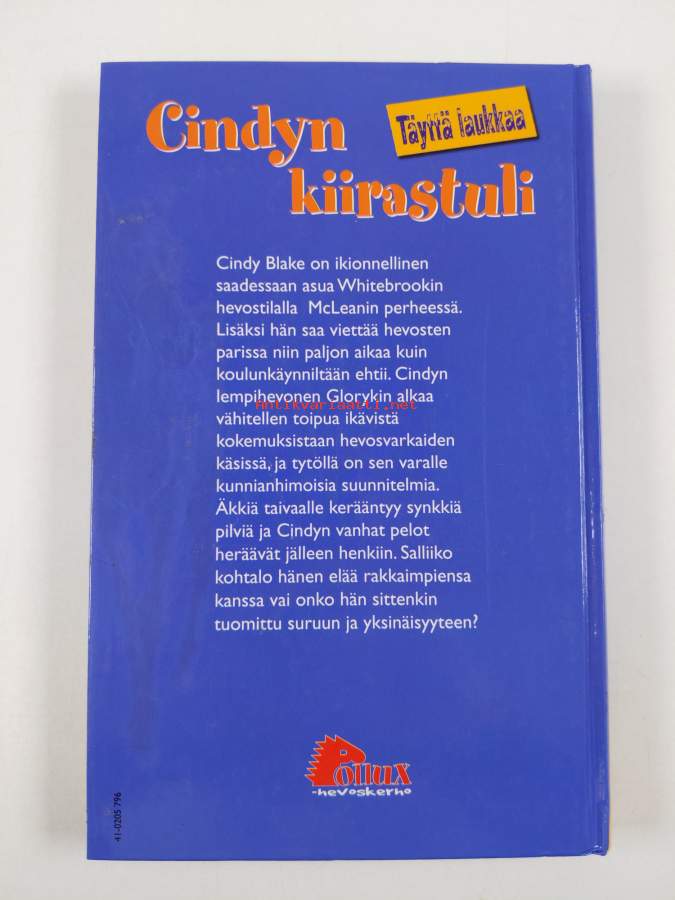 Cindyn
Täyttä laukkaa
kiirastuli
Cindy Blake on ikionnellinen
saadessaan asua Whitebrookin
hevostilalla McLeanin perheessä.
Lisäksi hän saa viettää hevosten
parissa niin paljon aikaa kuin
koulunkäynniltään ehtii. Cindyn
lempihevonen Glorykin alkaa
Antikvariaatti.net
vähitellen toipua ikävistä
kokemuksistaan hevosvarkaiden
käsissä, ja tytöllä on sen varalle
kunnianhimoisia suunnitelmia.
Äkkiä taivaalle kerääntyy synkkiä
pilviä ja Cindyn vanhat pelot
heräävät jälleen henkiin. Salliiko
kohtalo hänen elää rakkaimpiensa
kanssa vai onko hän sittenkin
tuomittu suruun ja yksinäisyyteen?
Pollux
-hevoskerho
41-0205 796